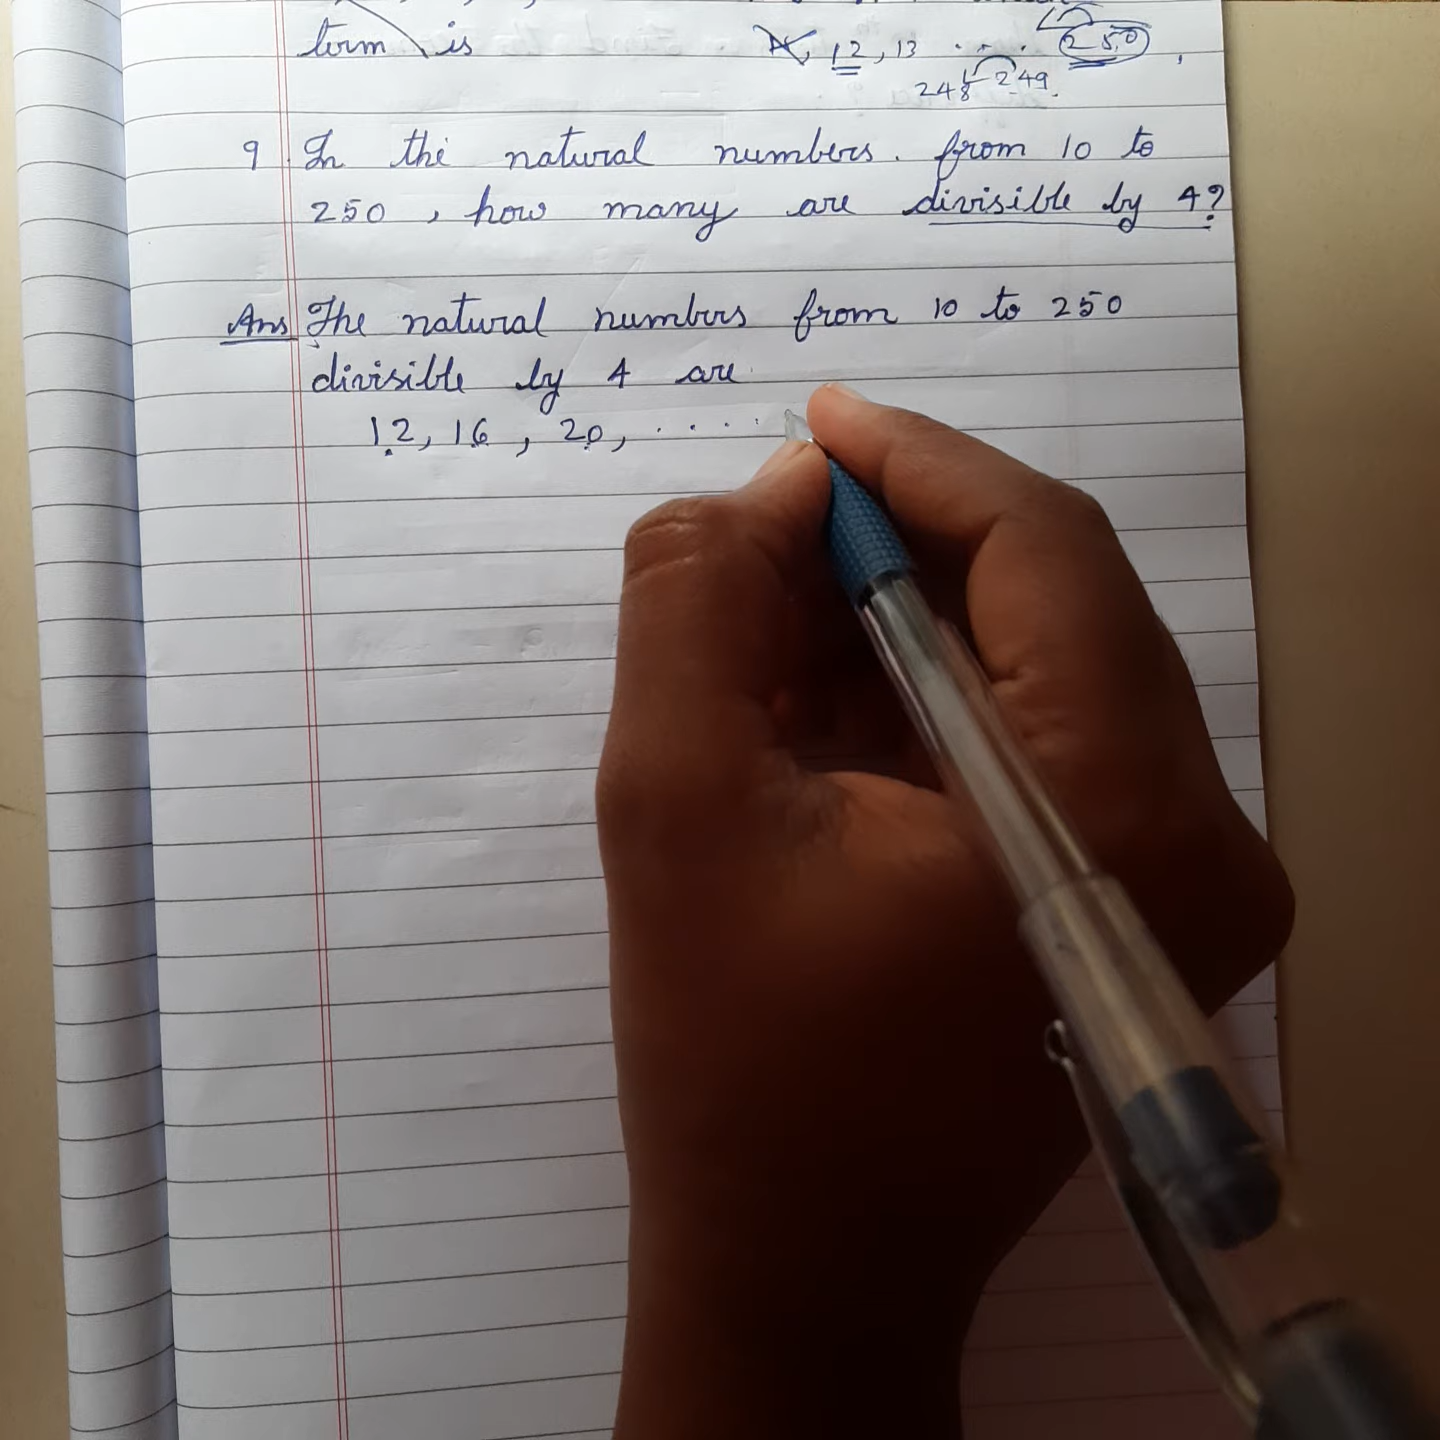 term is
12, 13 .... 250
248 249.
9. In the natural numbers. from 10 to
250, how many are divisible by 4?
Ans The natural numbers from 10 to 250
divisible by 4 are
12, 16, 20, ....